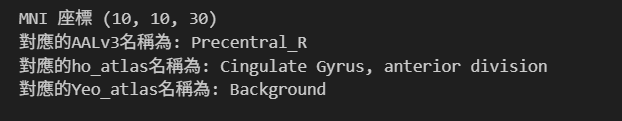 MNI 座標 (10, 10, 30)
對應的AALv3名稱為: Precentral_R
對應的ho_atlas名稱為: Cingulate Gyrus, anterior division
對應的Yeo_atlas名稱為: Background